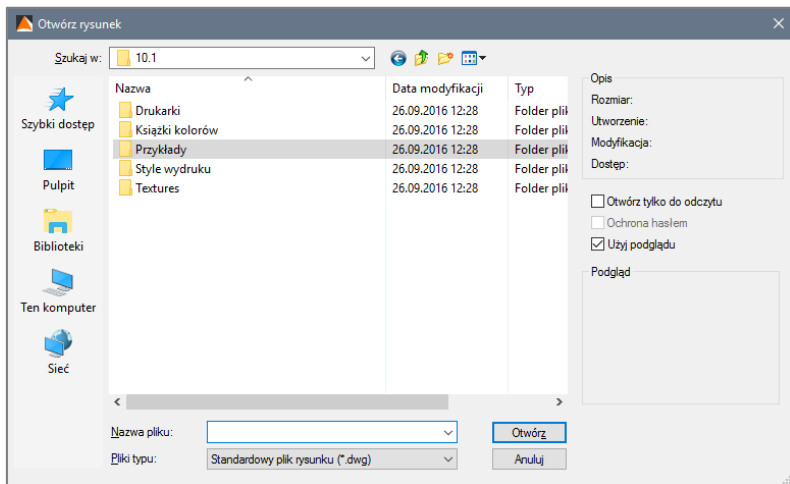 Otwórz rysunek
Szukaj w: 10.1
Szybki dostęp
Pulpit
Biblioteki
Ten komputer
Sieć
Nazwa Data modyfikacji Typ
Drukarki 26.09.2016 12:28 Folder plik
Książki kolorów 26.09.2016 12:28 Folder plik
Przykłady 26.09.2016 12:28 Folder plik
Style wydruku 26.09.2016 12:28 Folder plik
Textures 26.09.2016 12:28 Folder plik
Nazwa pliku: Otwórz
Pliki typu: Standardowy plik rysunku (*.dwg) Anuluj
Opis
Rozmiar:
Utworzenie:
Modyfikacja:
Dostęp:
Otwórz tylko do odczytu
Ochrona hasłem
Użyj podglądu
Podgląd